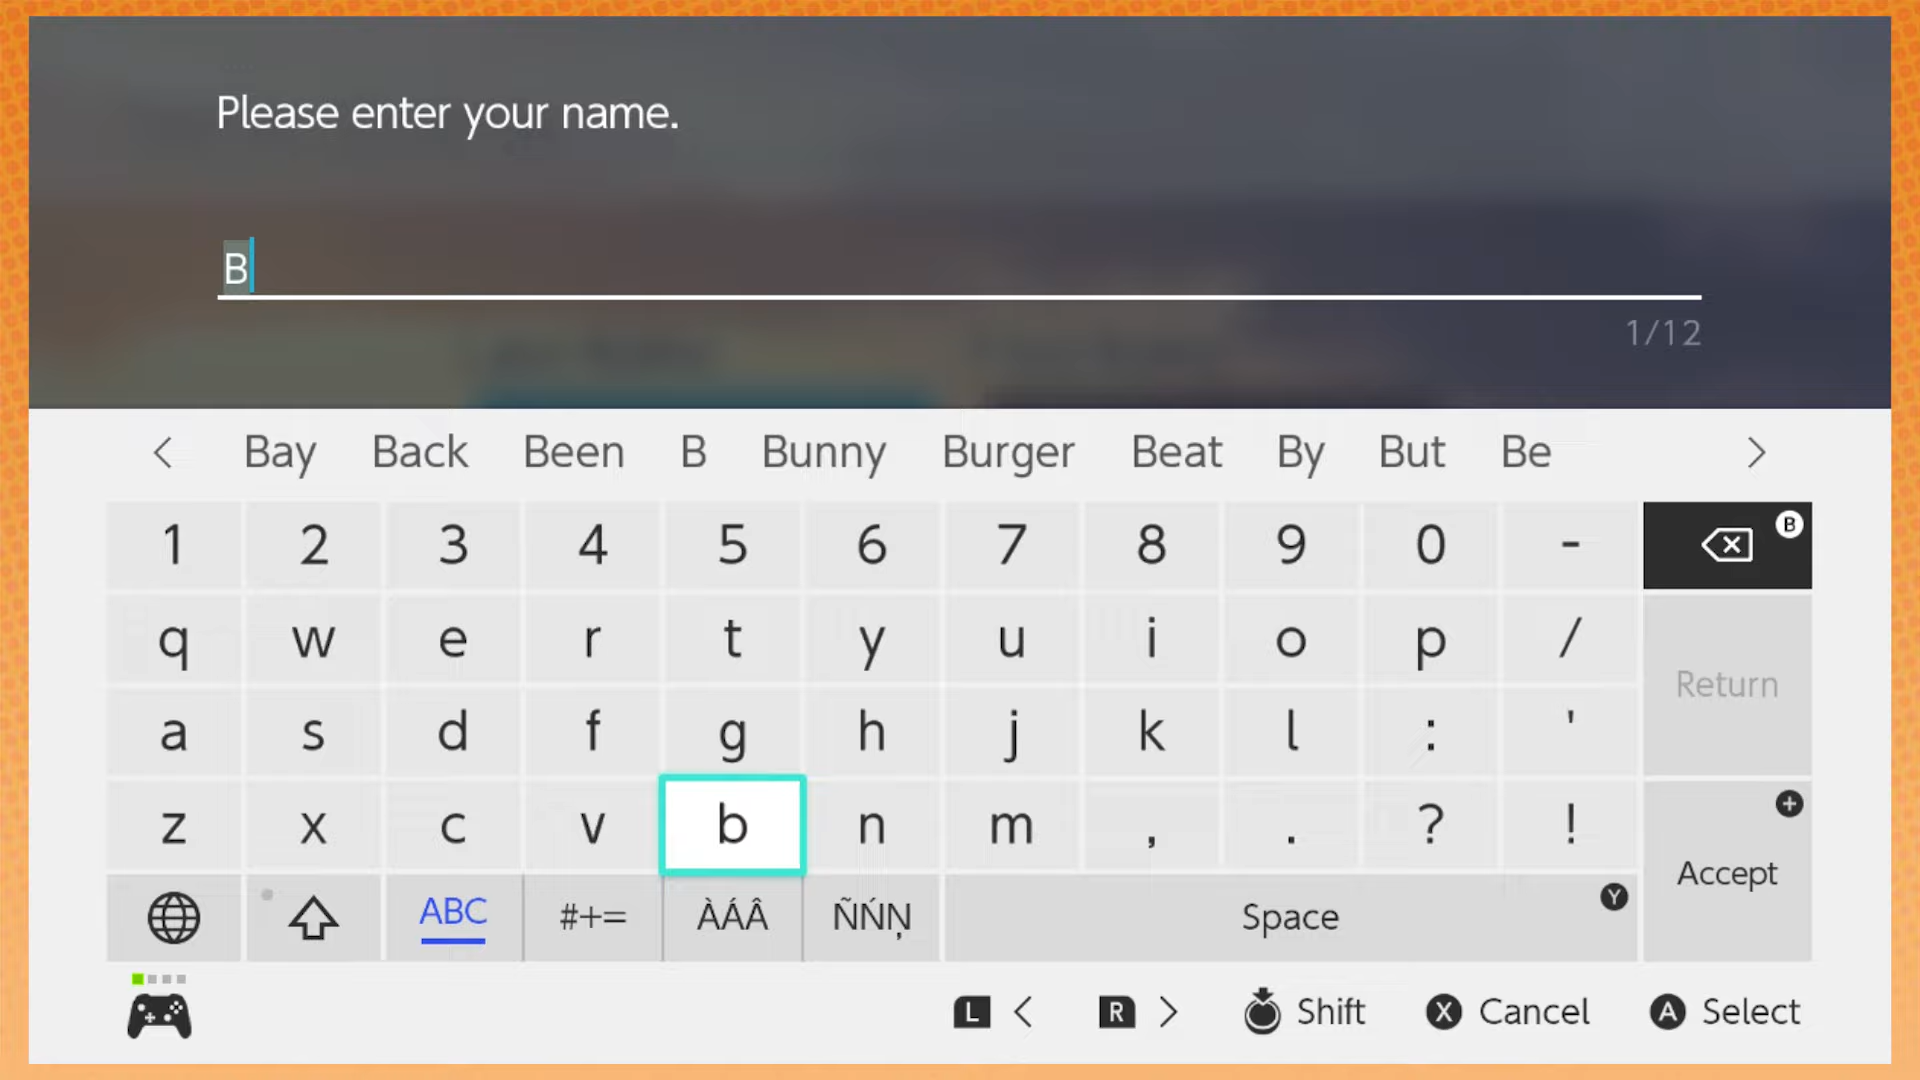 Please enter your name.
B
1/12
Bay Back Been B Bunny Burger Beat By But Be
1 2 3 4 5 6 7 8 9 0 - B
q w e r t y u i o p /
Return
a s d f g h j k l : '
z x c v b n m , . ? !
Accept
ABC #+= ÀÁÂ ÑŃŅ Space Y
L R Shift X Cancel A Select